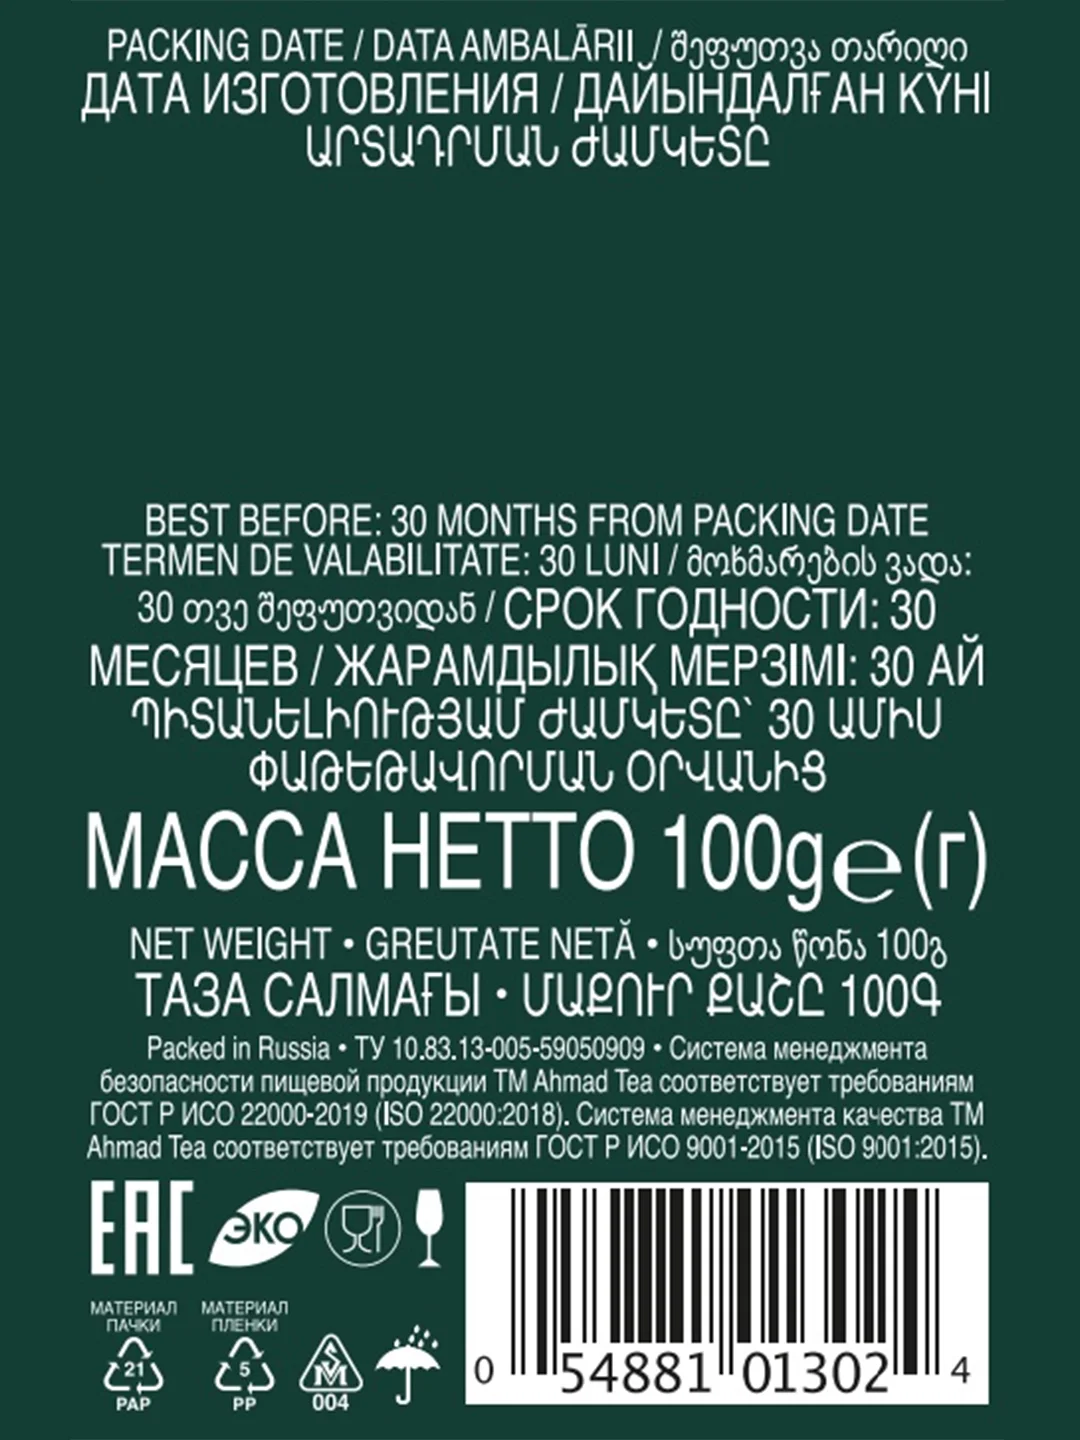 PACKING DATE / DATA AMBALĀRII / შეფუთვა თარიღი
ДАТА ИЗГОТОВЛЕНИЯ / ДАЙЫНДАЛҒАН КҮНІ
ԱՐՏԱԴՐՄԱՆ ԺԱՄԿԵՏԸ
BEST BEFORE: 30 MONTHS FROM PACKING DATE
TERMEN DE VALABILITATE: 30 LUNI / მოხმარების ვადა:
30 თვე შეფუთვიდან / СРОК ГОДНОСТИ: 30
МЕСЯЦЕВ / ЖАРАМДЫЛЫҚ МЕРЗІМІ: 30 АЙ
ՊԻՏԱՆԵԼԻՈՒԹՅԱՄ ԺԱՄԿԵՏԸ՝ 30 ԱՄԻՍ
ՓԱԹԵԹԱՎՈՐՄԱՆ ՕՐՎԱՆԻՑ
МАССА НЕТТО 100g℮(г)
NET WEIGHT • GREUTATE NETĂ • სუფთა წონა 100გ
ТАЗА САЛМАҒЫ • ՄԱՔՈՒՐ ՔԱՇԸ 100Գ
Packed in Russia • ТУ 10.83.13-005-59050909 • Система менеджмента
безопасности пищевой продукции ТМ Ahmad Tea соответствует требованиям
ГОСТ Р ИСО 22000-2019 (ISO 22000:2018). Система менеджмента качества ТМ
Ahmad Tea соответствует требованиям ГОСТ Р ИСО 9001-2015 (ISO 9001:2015).
EAC ЭКО
МАТЕРИАЛ ПАЧКИ
21
PAP
МАТЕРИАЛ ПЛЕНКИ
5
PP
SM
004
0 54881 01302 4